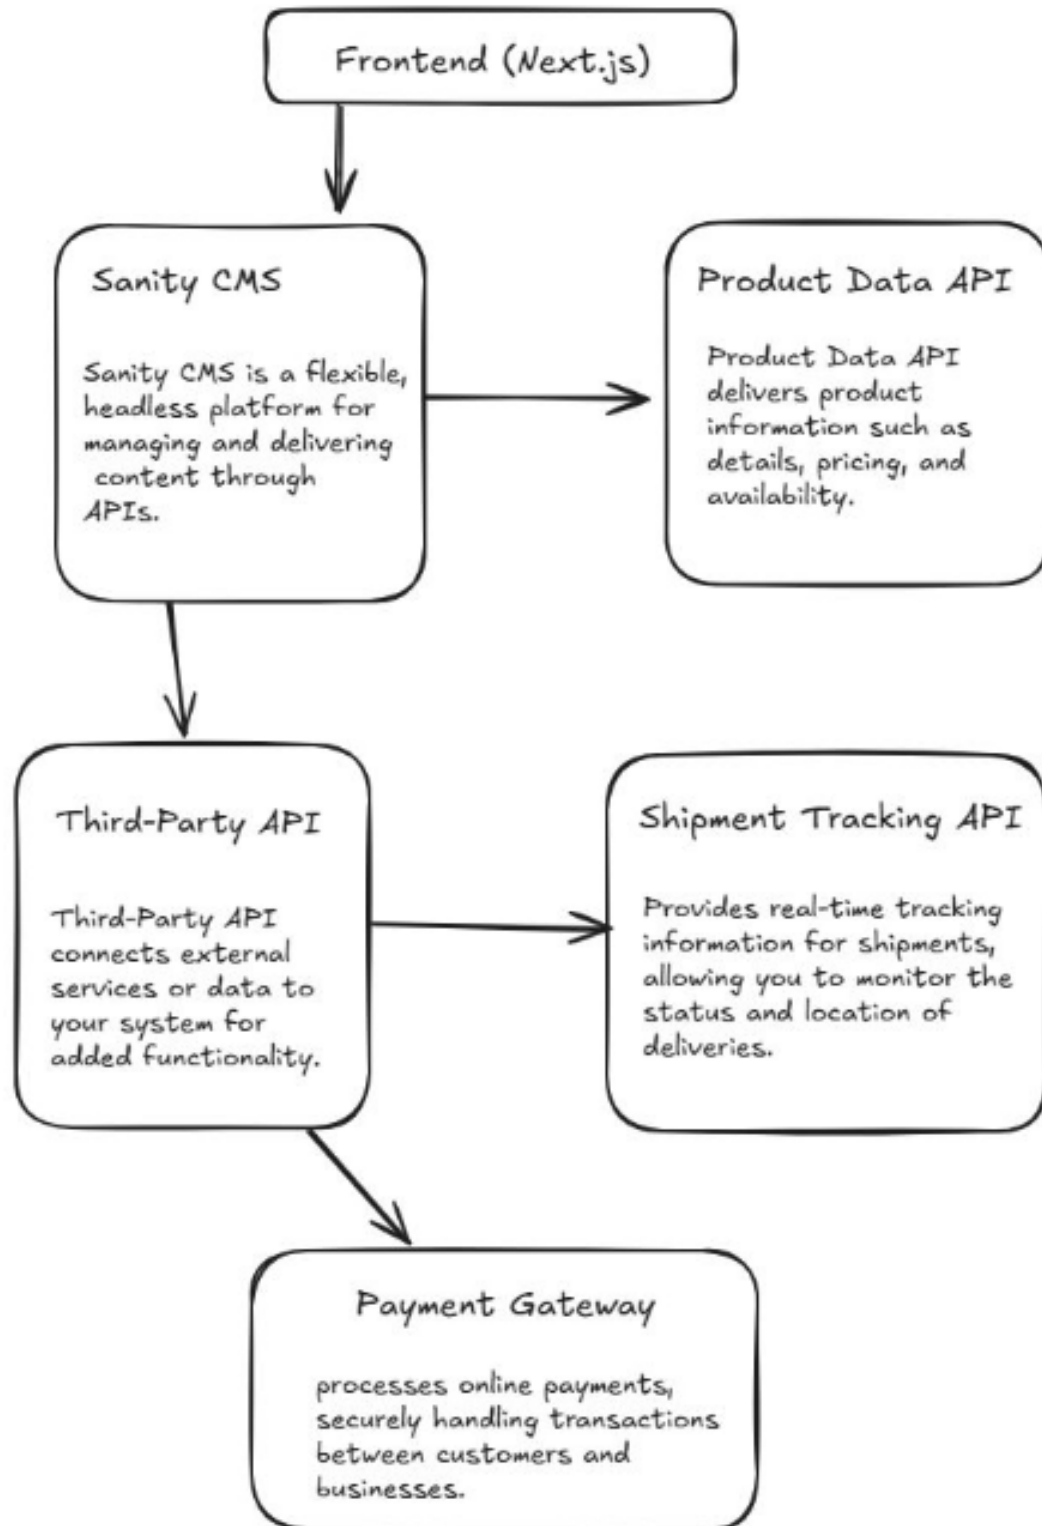 Frontend (Next.js)
Sanity CMS
Sanity CMS is a flexible,
headless platform for
managing and delivering
content through
APIs.
Product Data API
Product Data API
delivers product
information such as
details, pricing, and
availability.
Third-Party API
Third-Party API
connects external
services or data to
your system for
added functionality.
Shipment Tracking API
Provides real-time tracking
information for shipments,
allowing you to monitor the
status and location of
deliveries.
Payment Gateway
processes online payments,
securely handling transactions
between customers and
businesses.